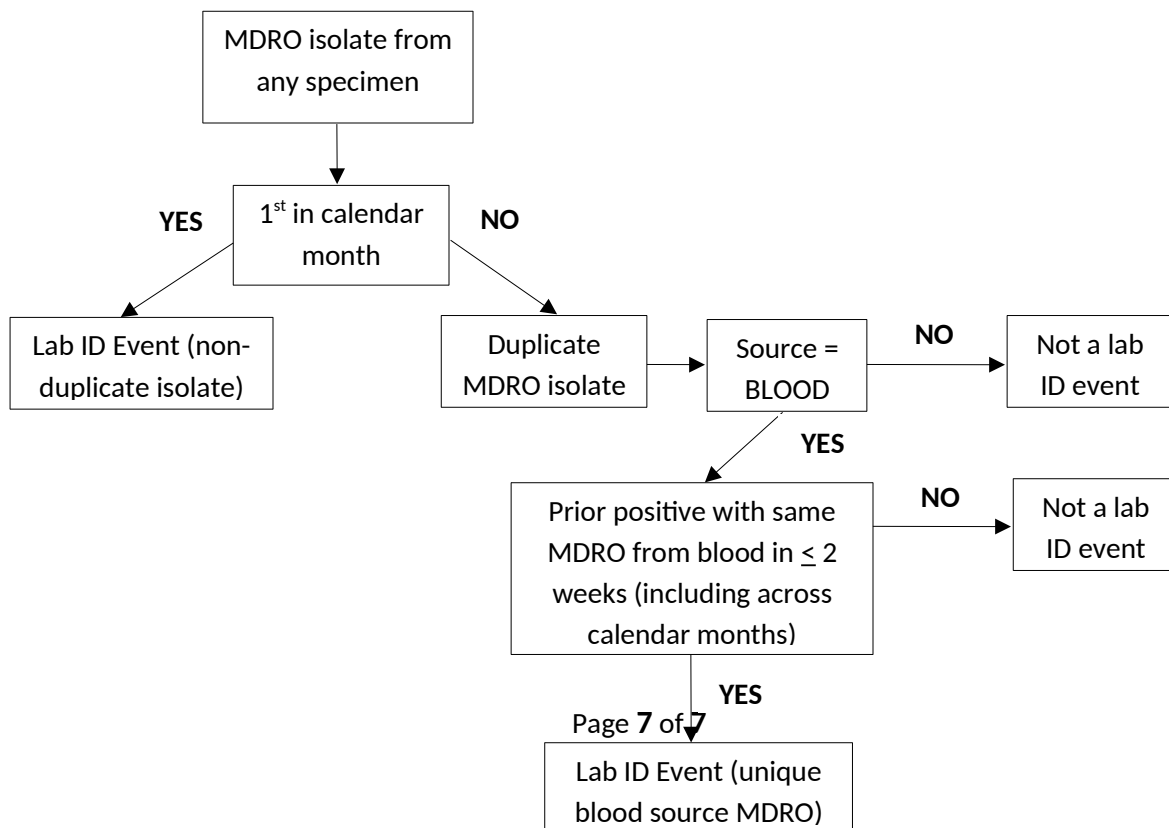 MDRO isolate from
any specimen
YES
1st in calendar
month
NO
Lab ID Event (non-
duplicate isolate)
Duplicate
MDRO isolate
Source =
BLOOD
NO
Not a lab
ID event
YES
Prior positive with same
MDRO from blood in ≤ 2
weeks (including across
calendar months)
NO
Not a lab
ID event
YES
Page 7 of 7
Lab ID Event (unique
blood source MDRO)